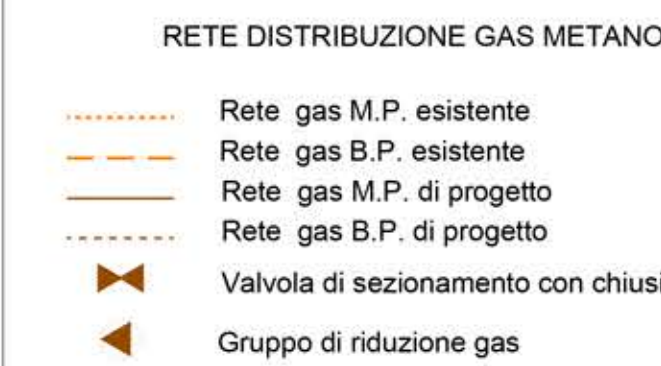 RETE DISTRIBUZIONE GAS METANO
Rete gas M.P. esistente
Rete gas B.P. esistente
Rete gas M.P. di progetto
Rete gas B.P. di progetto
Valvola di sezionamento con chiusi
Gruppo di riduzione gas